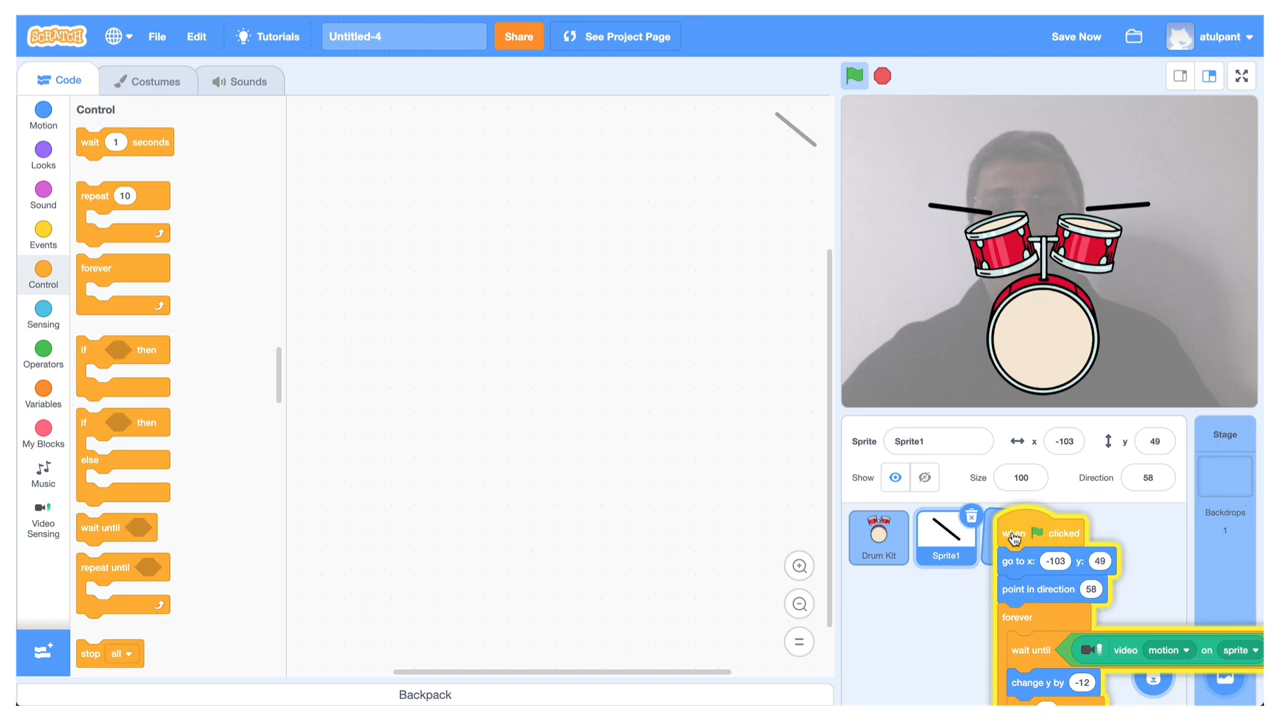 SCRATCH File Edit Tutorials Untitled-4 Share See Project Page Save Now atulpant
Code Costumes Sounds
Motion
Looks
Sound
Events
Control
Sensing
Operators
Variables
My Blocks
Music
Video
Sensing
Control
wait 1 seconds
repeat 10
forever
if then
if then
else
wait until
repeat until
stop all
Backpack
Sprite Sprite1 x -103 y 49
Show Size 100 Direction 58
Drum Kit
Sprite1
Stage
Backdrops
1
when clicked
go to x: -103 y: 49
point in direction 58
forever
wait until video motion on sprite
change y by -12